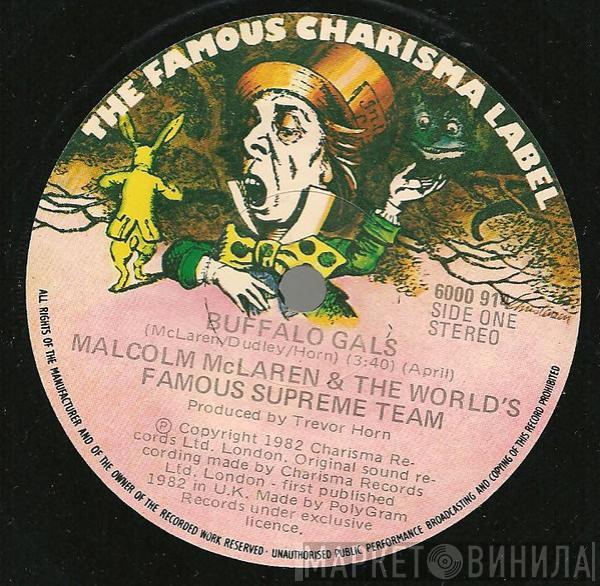 THE FAMOUS CHARISMA LABEL
6000 91
SIDE ONE
STEREO
BUFFALO GALS
(McLaren/Dudley/Horn) (3:40) (April)
MALCOLM McLAREN & THE WORLD'S
FAMOUS SUPREME TEAM
Produced by Trevor Horn
Ⓟ Copyright 1982 Charisma Re-
cords Ltd. London. Original sound re-
cording made by Charisma Records
Ltd. London - first published
1982 in U.K. Made by PolyGram
Records under exclusive
licence.
ALL RIGHTS OF THE MANUFACTURER AND OF THE OWNER OF THE RECORDED WORK RESERVED · UNAUTHORISED PUBLIC PERFORMANCE BROADCASTING AND COPYING OF THIS RECORD PROHIBITED
МАРКЕТ ВИНИЛА